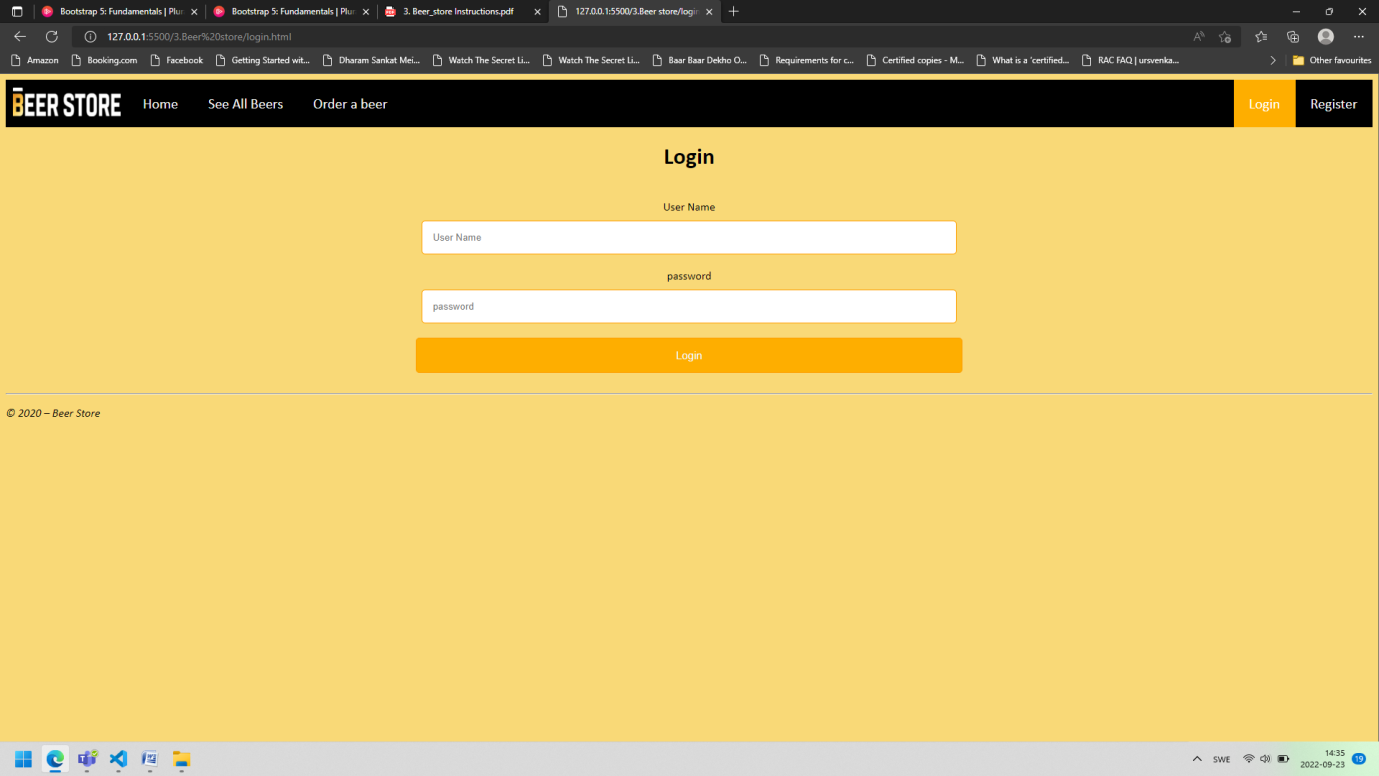 Bootstrap 5: Fundamentals | Plur
Bootstrap 5: Fundamentals | Plur
3. Beer_store Instructions.pdf
127.0.0.1:5500/3.Beer store/login
127.0.0.1:5500/3.Beer%20store/login.html
Amazon Booking.com Facebook Getting Started wit... Dharam Sankat Mei... Watch The Secret Li... Watch The Secret Li... Baar Baar Dekho O... Requirements for c... Certified copies - M... What is a 'certified... RAC FAQ | ursvenka... Other favourites
BEER STORE Home See All Beers Order a beer Login Register
Login
User Name
User Name
password
password
Login
© 2020 – Beer Store
SWE
14:35
2022-09-23
19